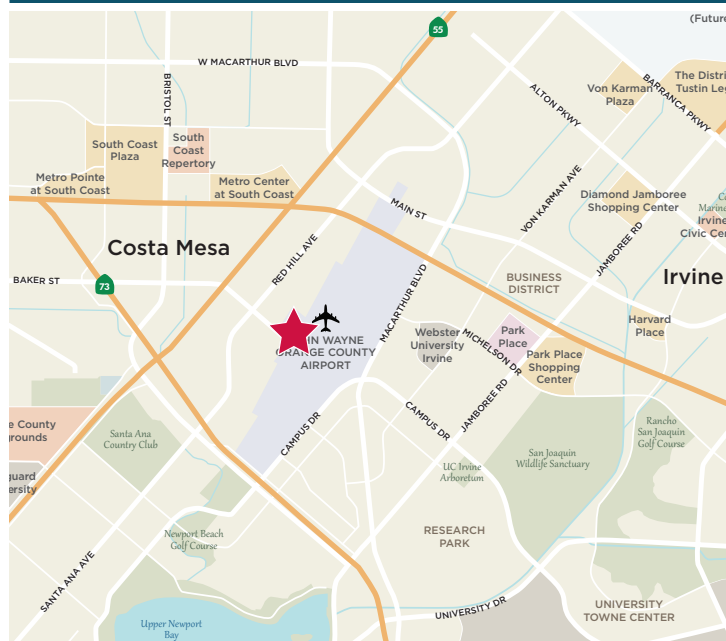 (Future
55
W MACARTHUR BLVD
BRISTOL ST
ALTON PKWY
Von Karman
Plaza
BARRANCA PKWY
The Distri
Tustin Leg
South Coast
Plaza
South
Coast
Repertory
Metro Pointe
at South Coast
Metro Center
at South Coast
MAIN ST
VON KARMAN AVE
Diamond Jamboree
Shopping Center
Marine
Irvine
Civic Cen
JAMBOREE RD
Costa Mesa
RED HILL AVE
MACARTHUR BLVD
BUSINESS
DISTRICT
Irvine
BAKER ST
73
WAYNE
ORANGE COUNTY
AIRPORT
Webster
University
Irvine
MICHELSON DR
Park
Place
Park Place
Shopping
Center
Harvard
Place
JAMBOREE RD
CAMPUS DR
CAMPUS DR
e County
grounds
Santa Ana
Country Club
guard
ersity
UC Irvine
Arboretum
San Joaquin
Wildlife Sanctuary
Rancho
San Joaquin
Golf Course
Newport Beach
Golf Course
RESEARCH
PARK
SANTA ANA AVE
UNIVERSITY DR
UNIVERSITY
TOWNE CENTER
Upper Newport
Bay